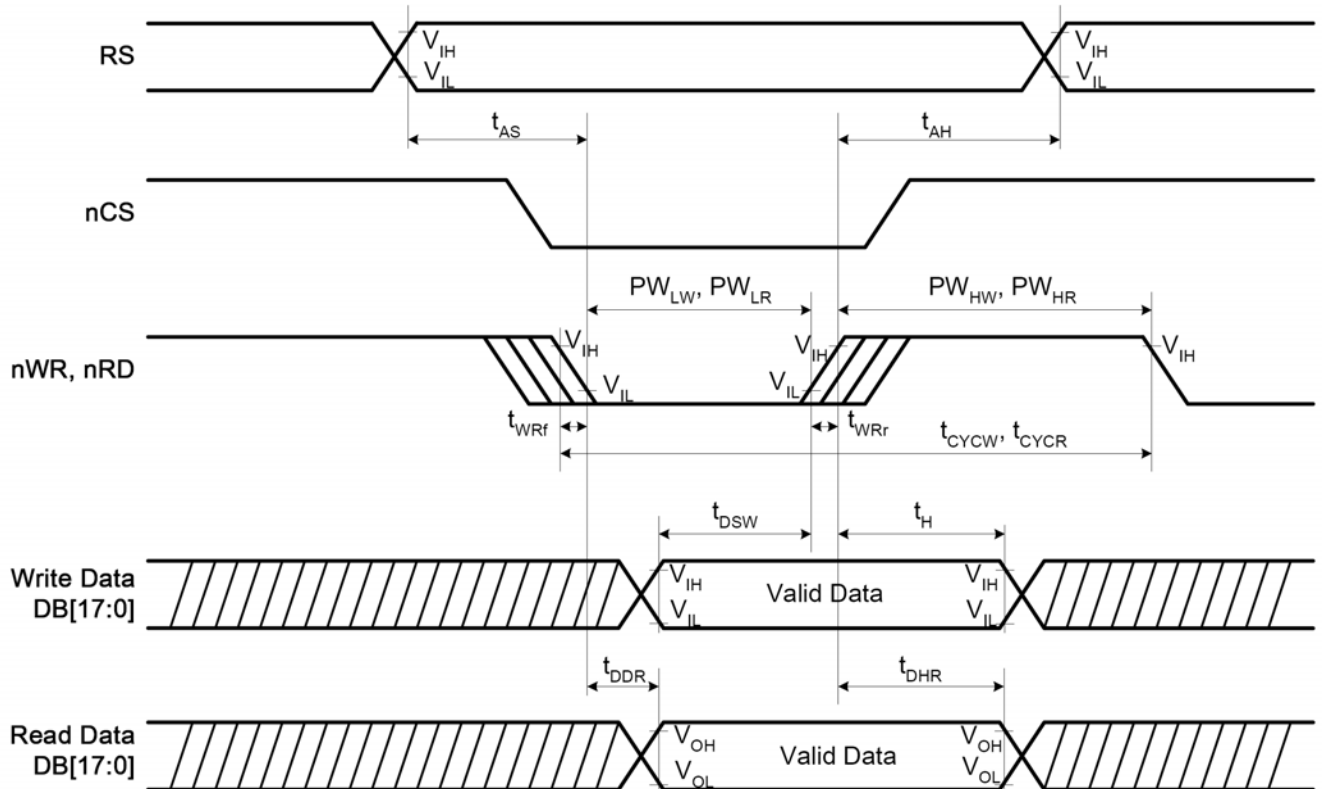 RS
V_IH
V_IL
V_IH
V_IL
t_AS
t_AH
nCS
PW_LW, PW_LR
PW_HW, PW_HR
nWR, nRD
V_IH
V_IL
V_IH
V_IL
V_IH
t_WRf
t_WRr
t_CYCW, t_CYCR
t_DSW
t_H
Write Data
DB[17:0]
V_IH
V_IL
Valid Data
V_IH
V_IL
t_DDR
t_DHR
Read Data
DB[17:0]
V_OH
V_OL
Valid Data
V_OH
V_OL